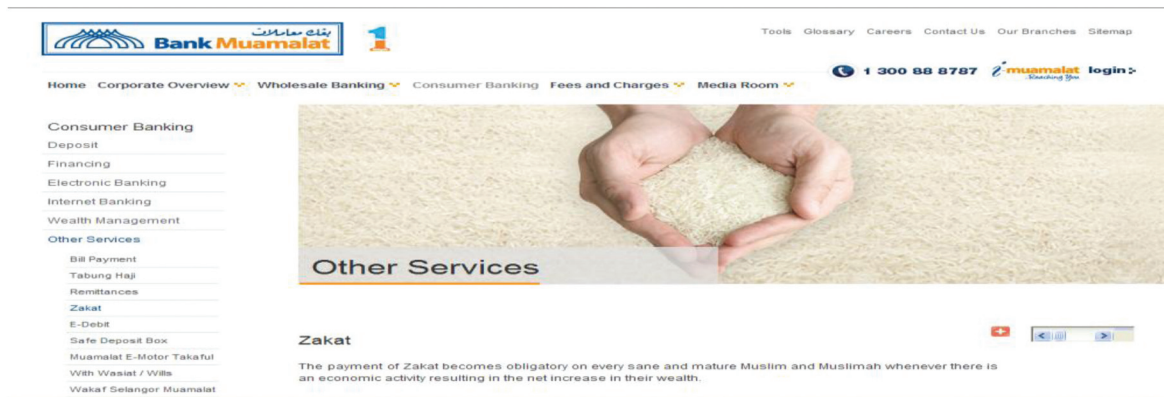 بنك معاملات
Bank Muamalat
1
Tools Glossary Careers Contact Us Our Branches Sitemap
1 300 88 8787 i-muamalat login
Reaching You
Home Corporate Overview Wholesale Banking Consumer Banking Fees and Charges Media Room
Consumer Banking
Deposit
Financing
Electronic Banking
Internet Banking
Wealth Management
Other Services
Bill Payment
Tabung Haji
Remittances
Zakat
E-Debit
Safe Deposit Box
Muamalat E-Motor Takaful
With Wasiat / Wills
Wakaf Selangor Muamalat
Other Services
Zakat
The payment of Zakat becomes obligatory on every sane and mature Muslim and Muslimah whenever there is
an economic activity resulting in the net increase in their wealth.